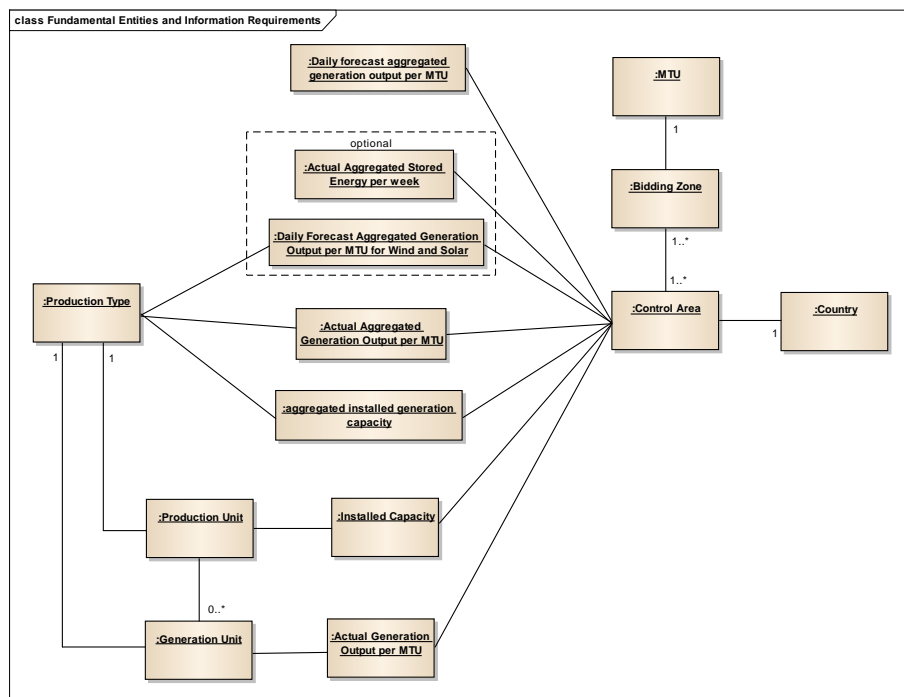 class Fundamental Entities and Information Requirements
:Daily forecast aggregated
generation output per MTU
:MTU
1
optional
:Actual Aggregated Stored
Energy per week
:Bidding Zone
:Daily Forecast Aggregated Generation
Output per MTU for Wind and Solar
1..*
1..*
:Production Type
:Actual Aggregated
Generation Output per MTU
:Control Area
:Country
1
1
1
:aggregated installed generation
capacity
:Production Unit
:Installed Capacity
0..*
:Generation Unit
:Actual Generation
Output per MTU